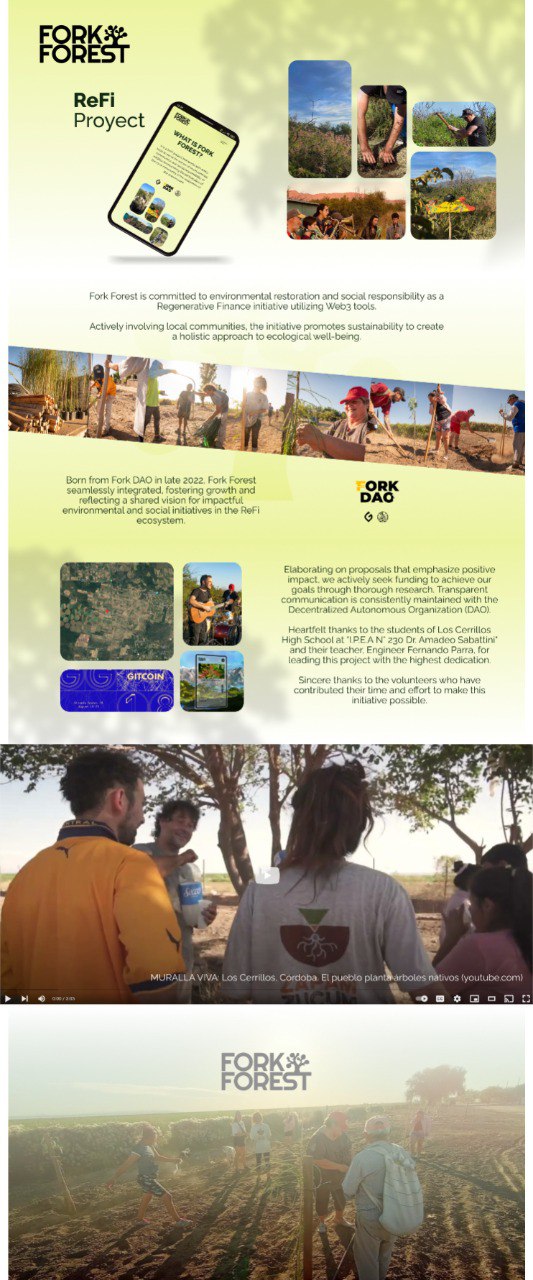 FORK
FOREST
ReFi
Proyect
FORK
FOREST
WHAT IS FORK
FOREST?
Fork Forest is committed to environmental restoration and social responsibility as a
Regenerative Finance initiative utilizing Web3 tools.
Actively involving local communities, the initiative promotes sustainability to create
a holistic approach to ecological well-being.
Born from Fork DAO in late 2022, Fork Forest
seamlessly integrated, fostering growth and
reflecting a shared vision for impactful
environmental and social initiatives in the ReFi
ecosystem.
FORK
DAO
Elaborating on proposals that emphasize positive
impact, we actively seek funding to achieve our
goals through thorough research. Transparent
communication is consistently maintained with the
Decentralized Autonomous Organization (DAO).
Heartfelt thanks to the students of Los Cerrillos
High School at "I.P.E A N° 230 Dr. Amadeo Sabattini"
and their teacher, Engineer Fernando Parra, for
leading this project with the highest dedication.
Sincere thanks to the volunteers who have
contributed their time and effort to make this
initiative possible.
GITCOIN
MURALLA VIVA: Los Cerrillos, Córdoba. El pueblo planta árboles nativos (youtube.com)
0:00 / 2:03
FORK
FOREST